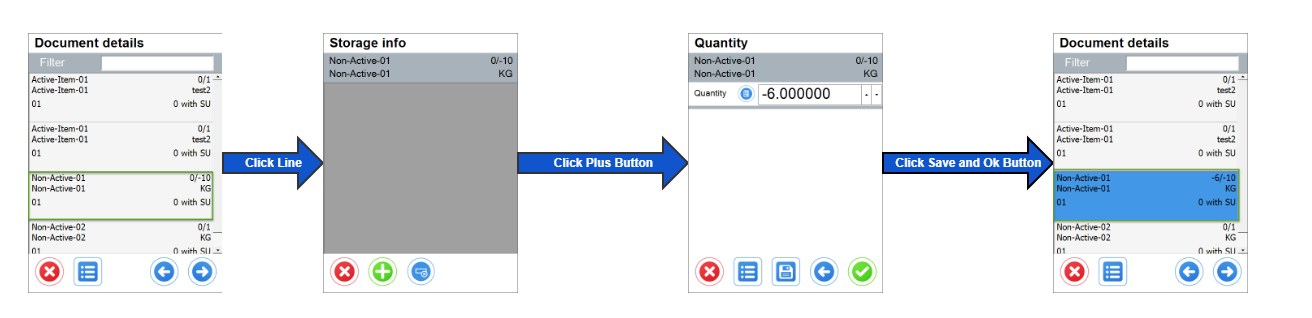 Document details
Filter
Active-Item-01 0/1
Active-Item-01 test2
01 0 with SU
Active-Item-01 0/1
Active-Item-01 test2
01 0 with SU
Non-Active-01 0/-10
Non-Active-01 KG
01 0 with SU
Non-Active-02 0/1
Non-Active-02 KG
01 0 with SU
Click Line
Storage info
Non-Active-01 0/-10
Non-Active-01 KG
Click Plus Button
Quantity
Non-Active-01 0/-10
Non-Active-01 KG
Quantity -6.000000 - -
Click Save and Ok Button
Document details
Filter
Active-Item-01 0/1
Active-Item-01 test2
01 0 with SU
Active-Item-01 0/1
Active-Item-01 test2
01 0 with SU
Non-Active-01 -6/-10
Non-Active-01 KG
01 0 with SU
Non-Active-02 0/1
Non-Active-02 KG
01 0 with SU